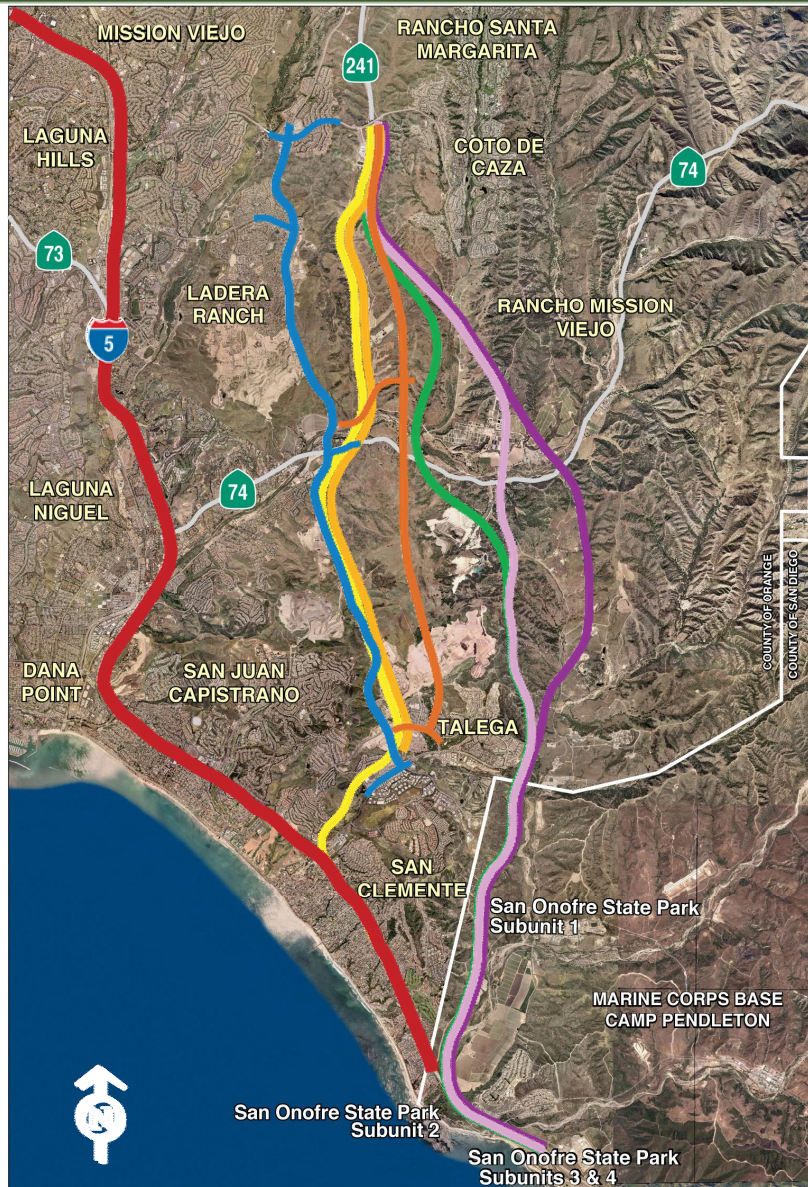 MISSION VIEJO
RANCHO SANTA
MARGARITA
241
LAGUNA
HILLS
COTO DE
CAZA
74
73
LADERA
RANCH
RANCHO MISSION
VIEJO
5
LAGUNA
NIGUEL
74
COUNTY OF ORANGE
COUNTY OF SAN DIEGO
DANA
POINT
SAN JUAN
CAPISTRANO
TALEGA
SAN
CLEMENTE
San Onofre State Park
Subunit 1
MARINE CORPS BASE
CAMP PENDLETON
N
San Onofre State Park
Subunit 2
San Onofre State Park
Subunits 3 & 4